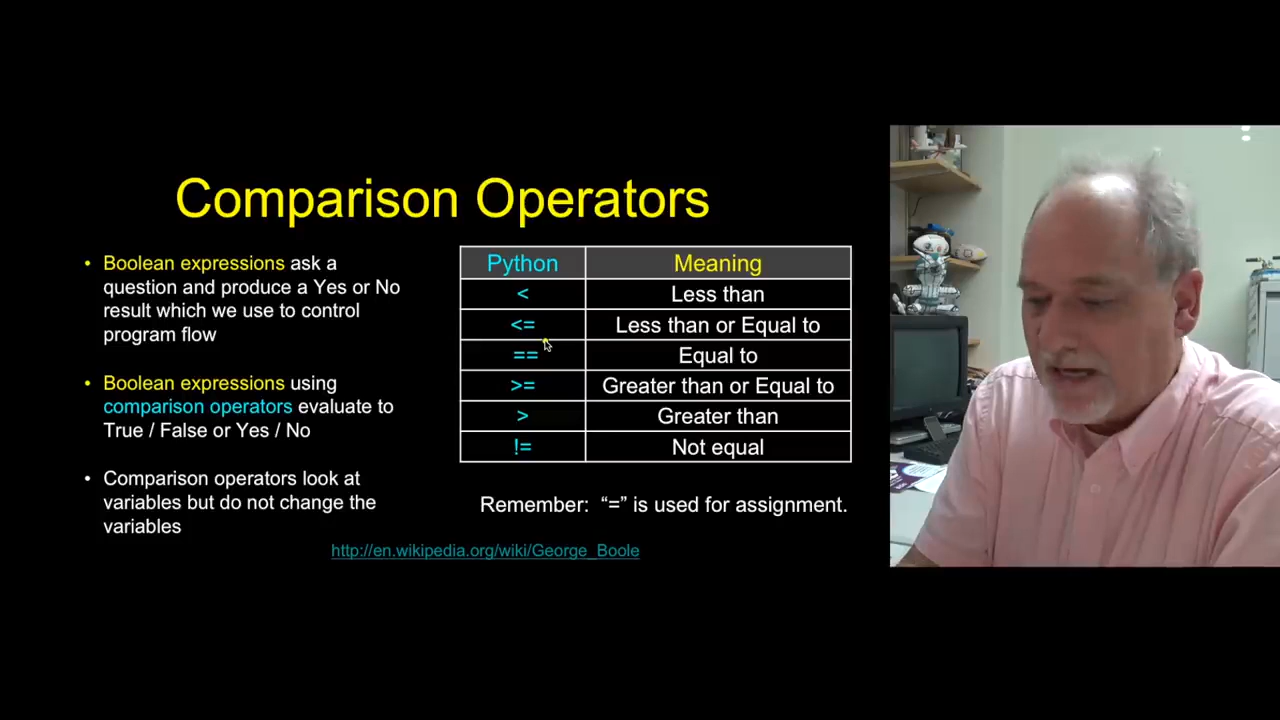 Comparison Operators
• Boolean expressions ask a
question and produce a Yes or No
result which we use to control
program flow
• Boolean expressions using
comparison operators evaluate to
True / False or Yes / No
• Comparison operators look at
variables but do not change the
variables
Python Meaning
< Less than
<= Less than or Equal to
== Equal to
>= Greater than or Equal to
> Greater than
!= Not equal
Remember: “=” is used for assignment.
http://en.wikipedia.org/wiki/George_Boole